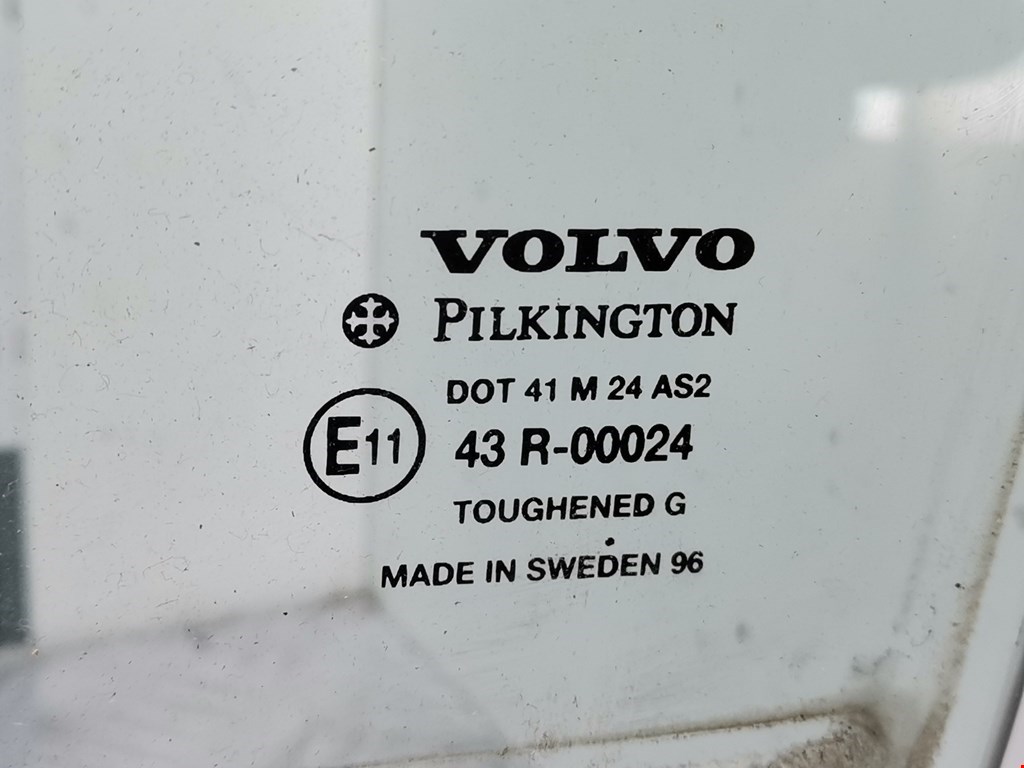 VOLVO
PILKINGTON
DOT 41 M 24 AS2
E11 43 R-00024
TOUGHENED G
MADE IN SWEDEN 96